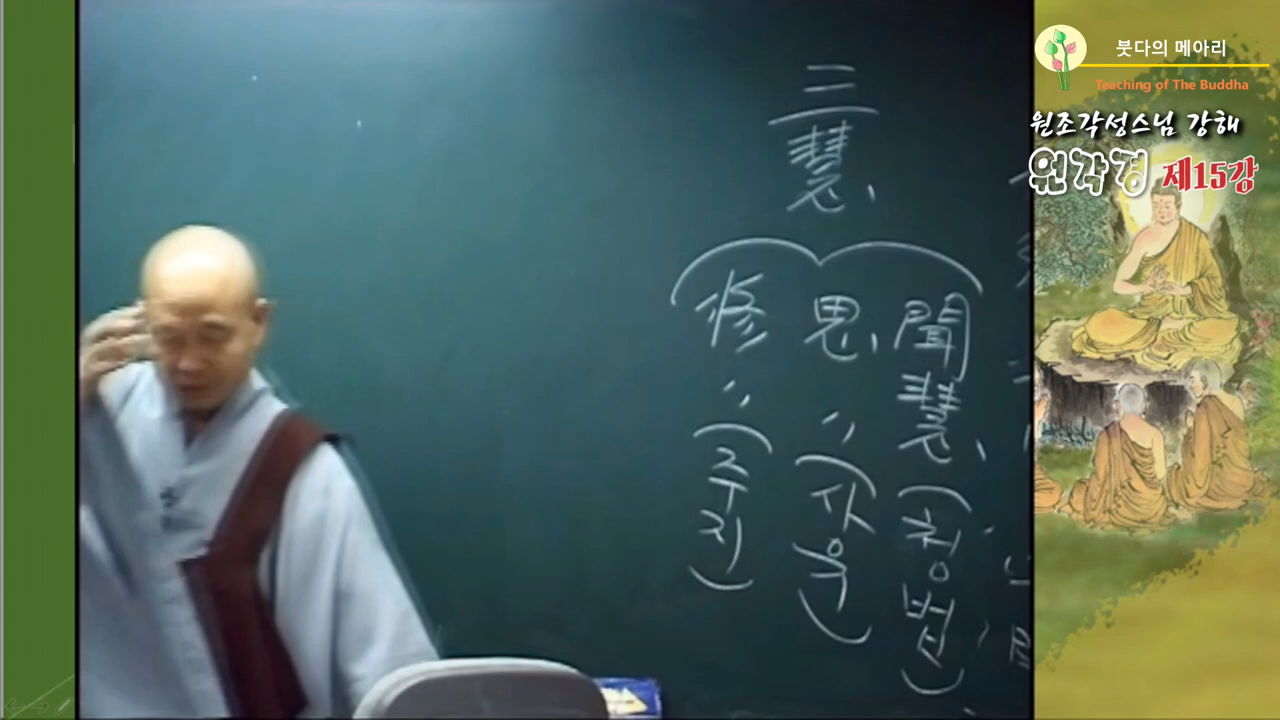 붓다의 메아리
Teaching of The Buddha
원조각성스님 강해
원각경 제15강
三慧、
聞慧、(청법)
思、〃(사유)
修〃(주지)